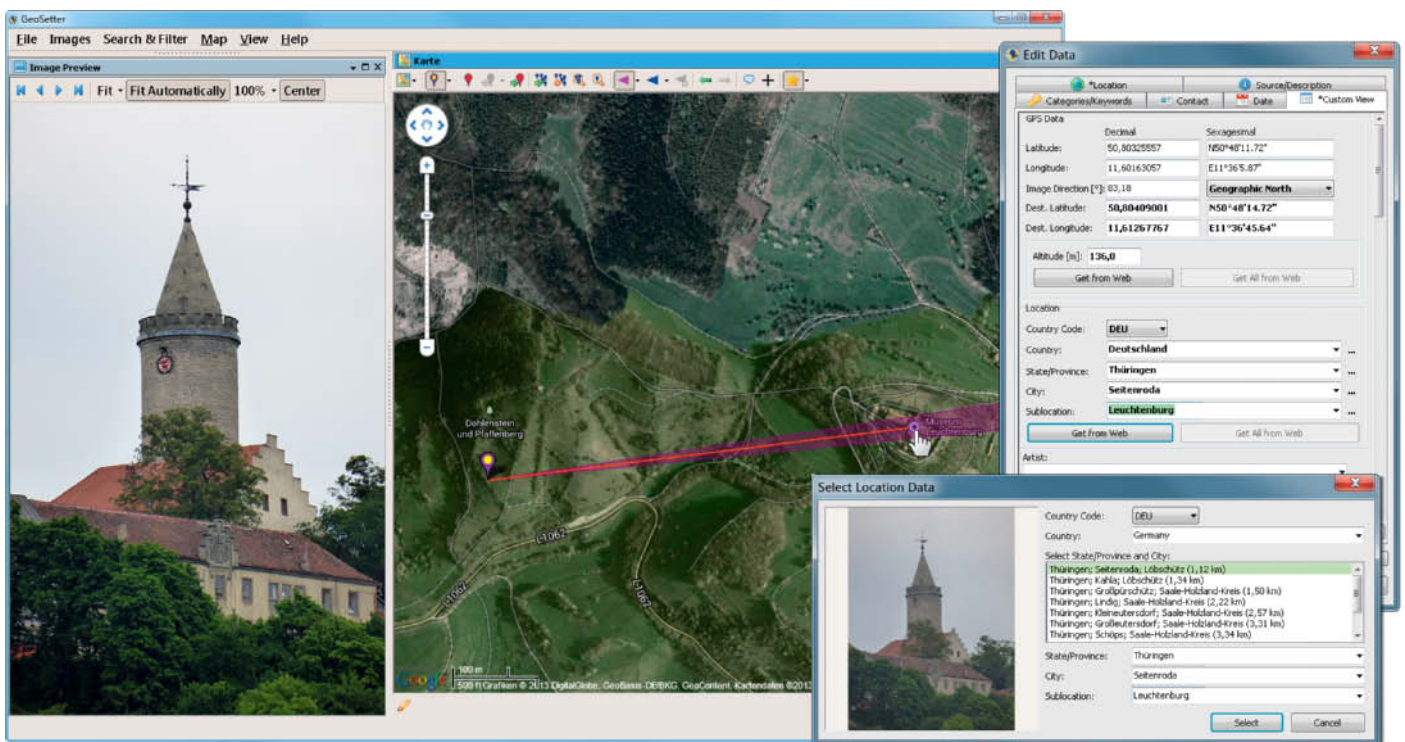 GeoSetter
File Images Search & Filter Map View Help
Image Preview
Fit Fit Automatically 100% Center
Karte
Dohlenstein
und Pfaffenberg
Museum
Leuchtenburg
L1062
L1062
L1062
100 m
500 ft
Google
Grafiken © 2013 DigitalGlobe, GeoBasis-DE/BKG, GeoContent, Kartendaten ©2013
Edit Data
*Location Source/Description
Categories/Keywords Contact Date *Custom View
GPS Data
Decimal Sexagesimal
Latitude: 50,80325557 N50°48'11.72"
Longitude: 11,60163057 E11°36'5.87"
Image Direction [°]: 83,18 Geographic North
Dest. Latitude: 50,80409001 N50°48'14.72"
Dest. Longitude: 11,61267767 E11°36'45.64"
Altitude [m]: 136,0
Get from Web Get All from Web
Location
Country Code: DEU
Country: Deutschland ...
State/Province: Thüringen ...
City: Seitenroda ...
Sublocation: Leuchtenburg ...
Get from Web Get All from Web
Artist:
Select Location Data
Country Code: DEU
Country: Germany
Select State/Province and City:
Thüringen; Seitenroda; Löbschütz (1,12 km)
Thüringen; Kahla; Löbschütz (1,34 km)
Thüringen; Großpürschütz; Saale-Holzland-Kreis (1,50 km)
Thüringen; Lindig; Saale-Holzland-Kreis (2,22 km)
Thüringen; Kleineutersdorf; Saale-Holzland-Kreis (2,57 km)
Thüringen; Großeutersdorf; Saale-Holzland-Kreis (3,31 km)
Thüringen; Schöps; Saale-Holzland-Kreis (3,34 km)
State/Province: Thüringen
City: Seitenroda
Sublocation: Leuchtenburg
Select Cancel